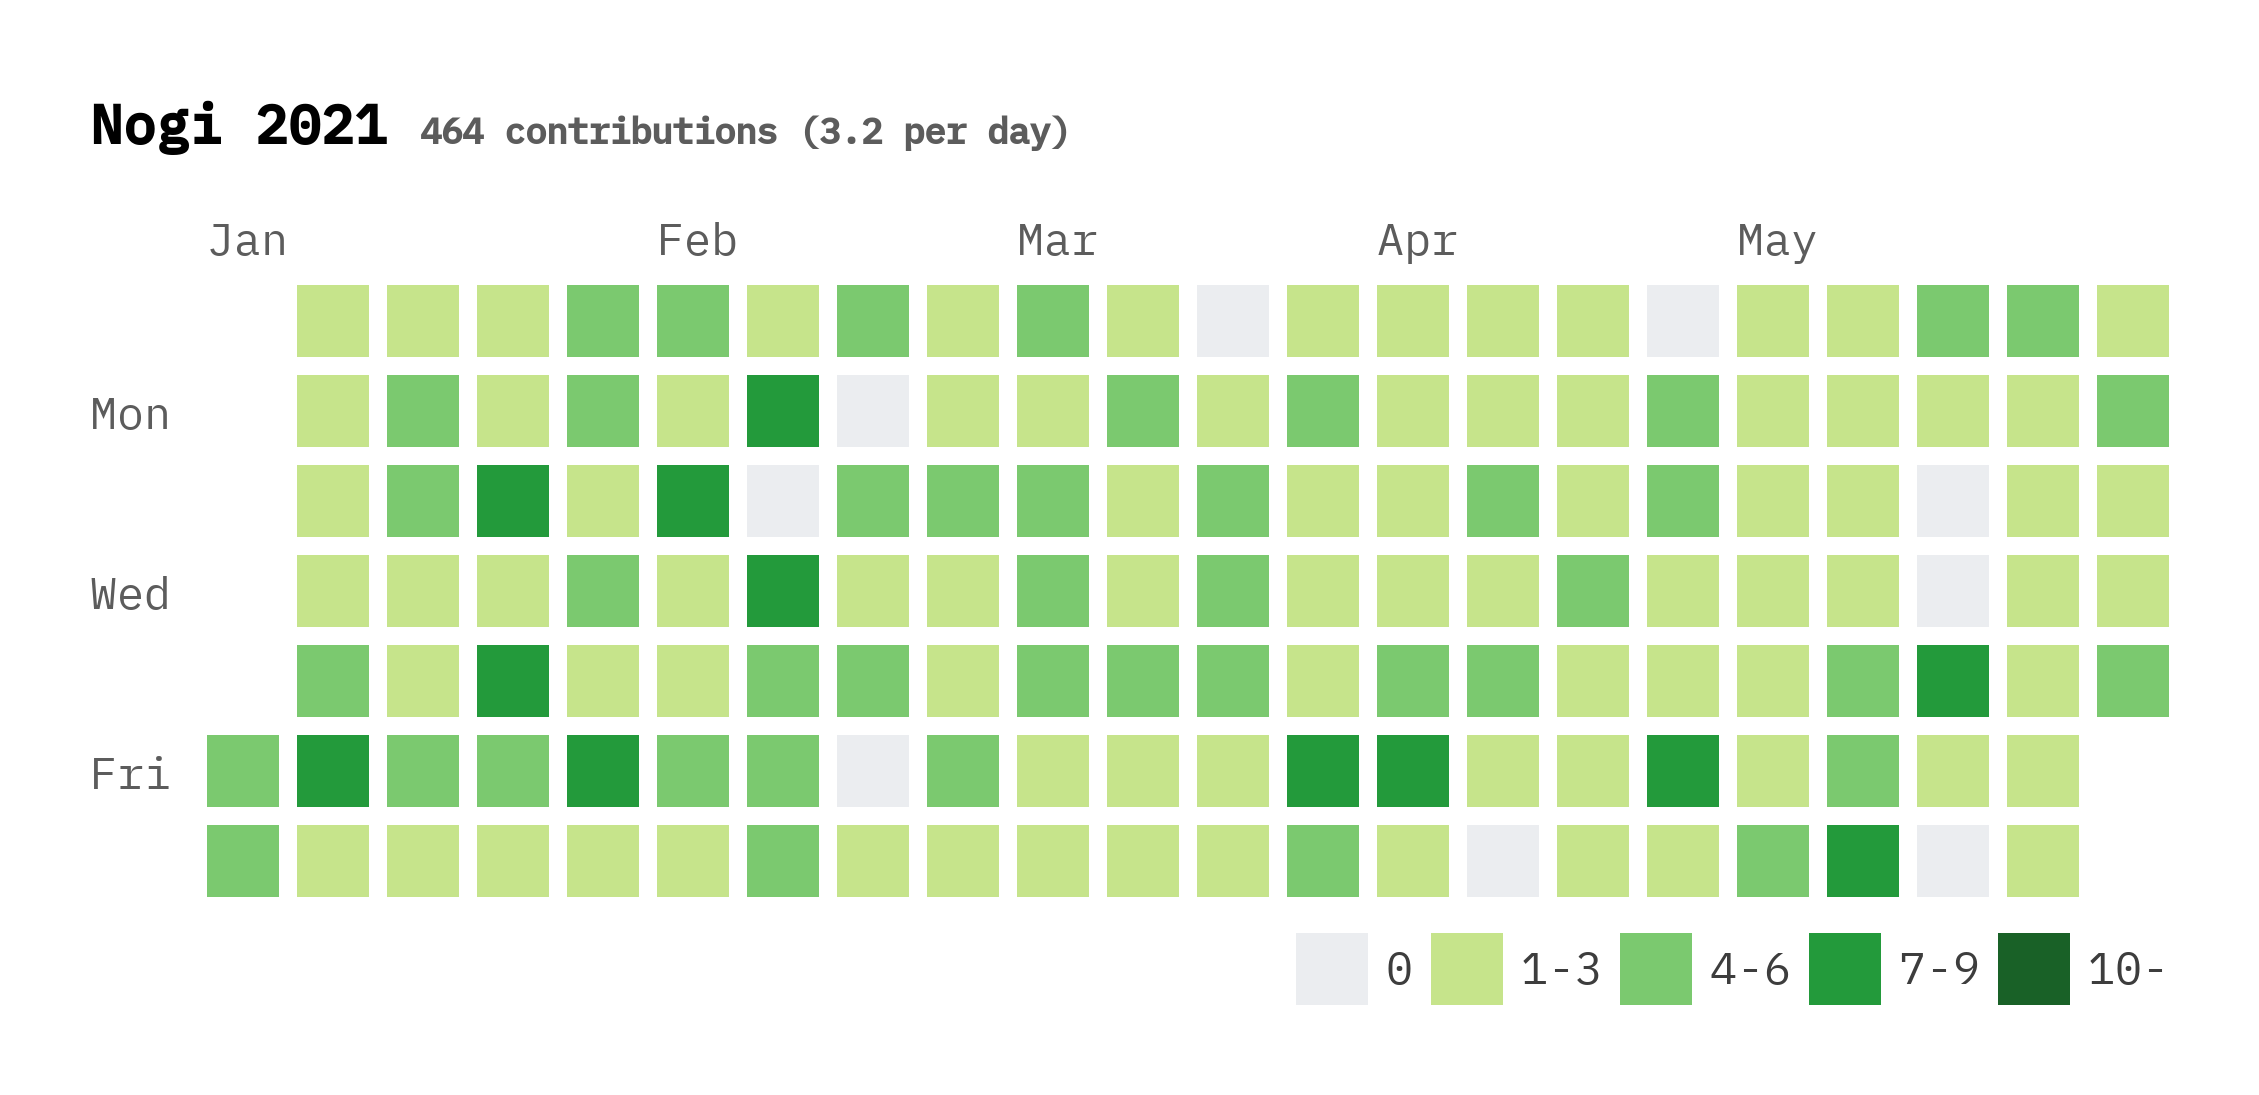 Nogi 2021 464 contributions (3.2 per day)
Jan Feb Mar Apr May
Mon
Wed
Fri
0 1-3 4-6 7-9 10-